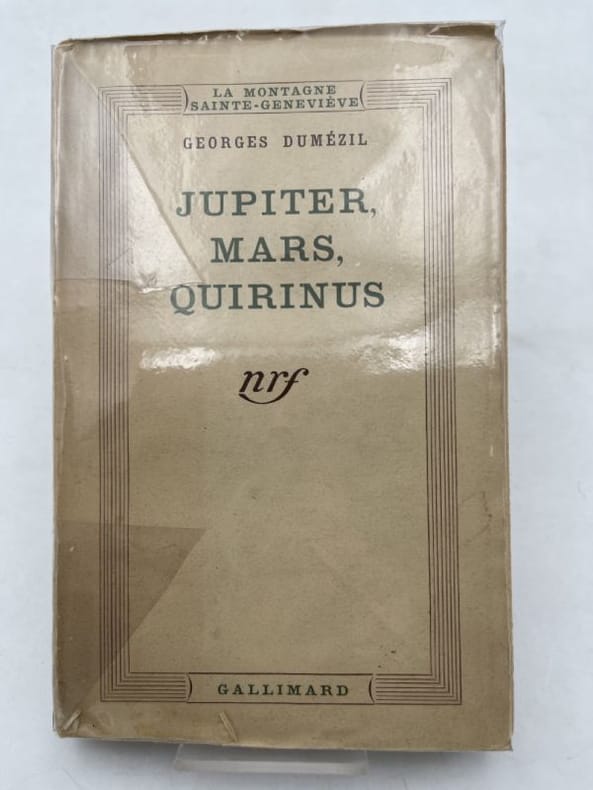 LA MONTAGNE
SAINTE-GENEVIÈVE
GEORGES DUMÉZIL
JUPITER,
MARS,
QUIRINUS
nrf
GALLIMARD